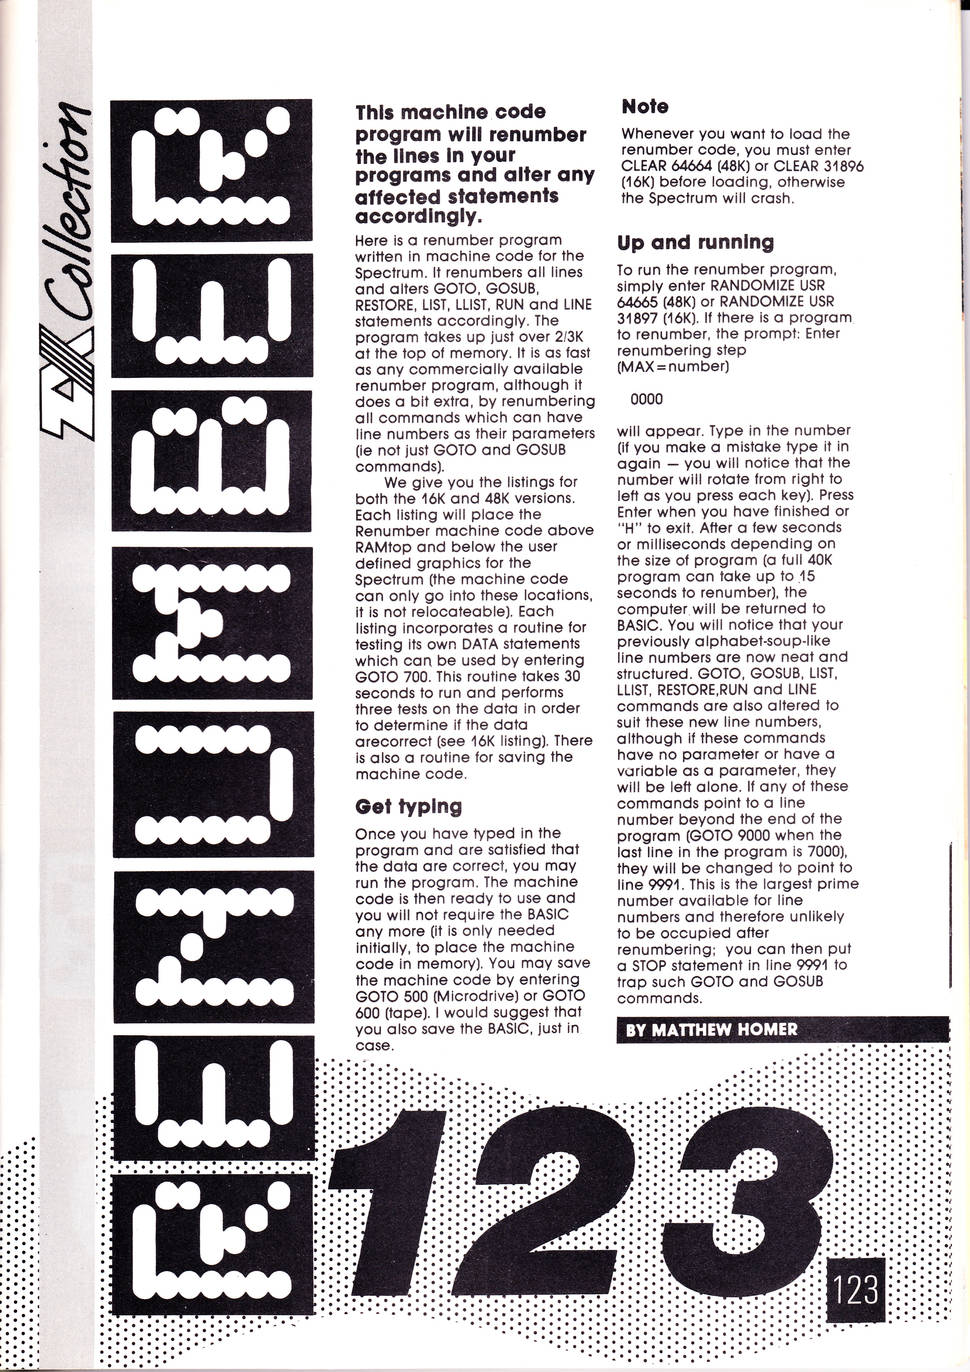 ZX Collection
RENUMBER
This machine code
program will renumber
the lines in your
programs and alter any
affected statements
accordingly.
Here is a renumber program
written in machine code for the
Spectrum. It renumbers all lines
and alters GOTO, GOSUB,
RESTORE, LIST, LLIST, RUN and LINE
statements accordingly. The
program takes up just over 2/3K
at the top of memory. It is as fast
as any commercially available
renumber program, although it
does a bit extra, by renumbering
all commands which can have
line numbers as their parameters
(ie not just GOTO and GOSUB
commands).
We give you the listings for
both the 16K and 48K versions.
Each listing will place the
Renumber machine code above
RAMtop and below the user
defined graphics for the
Spectrum (the machine code
can only go into these locations,
it is not relocateable). Each
listing incorporates a routine for
testing its own DATA statements
which can be used by entering
GOTO 700. This routine takes 30
seconds to run and performs
three tests on the data in order
to determine if the data
arecorrect (see 16K listing). There
is also a routine for saving the
machine code.
Get typing
Once you have typed in the
program and are satisfied that
the data are correct, you may
run the program. The machine
code is then ready to use and
you will not require the BASIC
any more (it is only needed
initially, to place the machine
code in memory). You may save
the machine code by entering
GOTO 500 (Microdrive) or GOTO
600 (tape). I would suggest that
you also save the BASIC, just in
case.
Note
Whenever you want to load the
renumber code, you must enter
CLEAR 64664 (48K) or CLEAR 31896
(16K) before loading, otherwise
the Spectrum will crash.
Up and running
To run the renumber program,
simply enter RANDOMIZE USR
64665 (48K) or RANDOMIZE USR
31897 (16K). If there is a program
to renumber, the prompt: Enter
renumbering step
(MAX=number)
0000
will appear. Type in the number
(if you make a mistake type it in
again — you will notice that the
number will rotate from right to
left as you press each key). Press
Enter when you have finished or
"H" to exit. After a few seconds
or milliseconds depending on
the size of program (a full 40K
program can take up to 15
seconds to renumber), the
computer will be returned to
BASIC. You will notice that your
previously alphabet-soup-like
line numbers are now neat and
structured. GOTO, GOSUB, LIST,
LLIST, RESTORE,RUN and LINE
commands are also altered to
suit these new line numbers,
although if these commands
have no parameter or have a
variable as a parameter, they
will be left alone. If any of these
commands point to a line
number beyond the end of the
program (GOTO 9000 when the
last line in the program is 7000),
they will be changed to point to
line 9991. This is the largest prime
number available for line
numbers and therefore unlikely
to be occupied after
renumbering; you can then put
a STOP statement in line 9991 to
trap such GOTO and GOSUB
commands.
BY MATTHEW HOMER
123
123